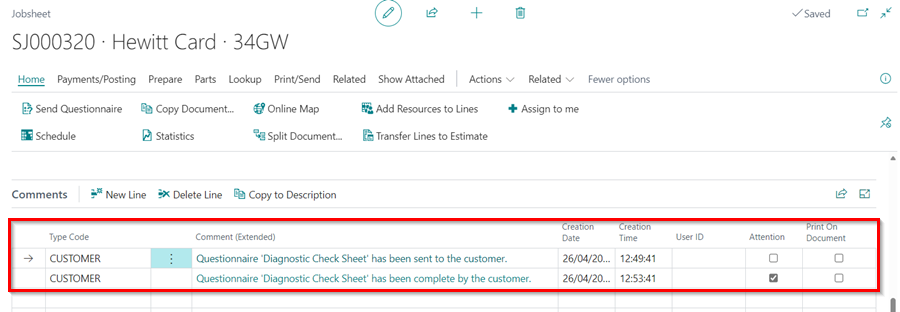 Jobsheet
Saved
SJ000320 · Hewitt Card · 34GW
Home Payments/Posting Prepare Parts Lookup Print/Send Related Show Attached Actions Related Fewer options
Send Questionnaire Copy Document... Online Map Add Resources to Lines Assign to me
Schedule Statistics Split Document... Transfer Lines to Estimate
Comments New Line Delete Line Copy to Description
Type Code Comment (Extended) Creation Date Creation Time User ID Attention Print On Document
CUSTOMER Questionnaire 'Diagnostic Check Sheet' has been sent to the customer. 26/04/20... 12:49:41
CUSTOMER Questionnaire 'Diagnostic Check Sheet' has been complete by the customer. 26/04/20... 12:53:41